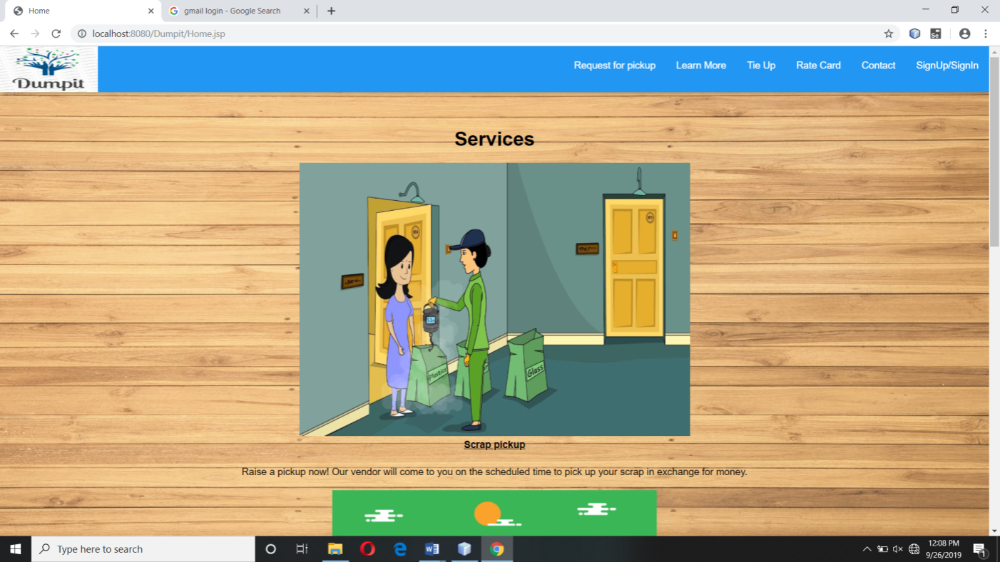 Home
gmail login - Google Search
localhost:8080/Dumpit/Home.jsp
Se
Dumpit
Request for pickup
Learn More
Tie Up
Rate Card
Contact
SignUp/SignIn
Services
Plastics
Glass
Scrap pickup
Raise a pickup now! Our vendor will come to you on the scheduled time to pick up your scrap in exchange for money.
Type here to search
12:08 PM
9/26/2019
1